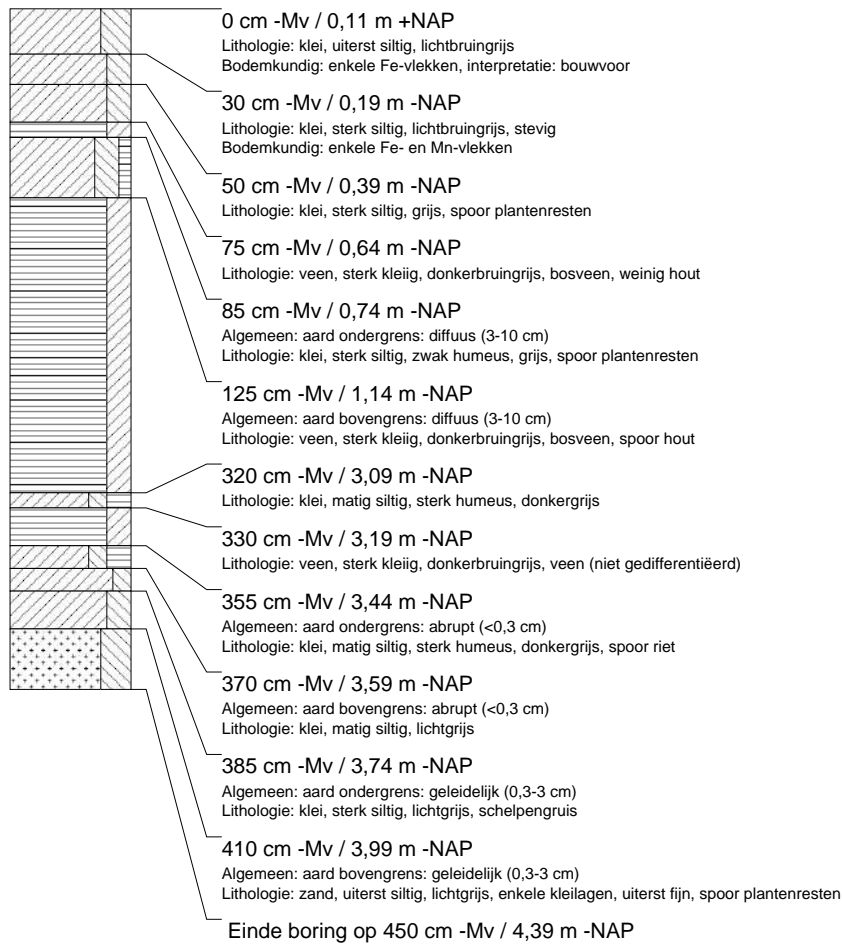 0 cm -Mv / 0,11 m +NAP
Lithologie: klei, uiterst siltig, lichtbruingrijs
Bodemkundig: enkele Fe-vlekken, interpretatie: bouwvoor
30 cm -Mv / 0,19 m -NAP
Lithologie: klei, sterk siltig, lichtbruingrijs, stevig
Bodemkundig: enkele Fe- en Mn-vlekken
50 cm -Mv / 0,39 m -NAP
Lithologie: klei, sterk siltig, grijs, spoor plantenresten
75 cm -Mv / 0,64 m -NAP
Lithologie: veen, sterk kleiig, donkerbruingrijs, bosveen, weinig hout
85 cm -Mv / 0,74 m -NAP
Algemeen: aard ondergrens: diffuus (3-10 cm)
Lithologie: klei, sterk siltig, zwak humeus, grijs, spoor plantenresten
125 cm -Mv / 1,14 m -NAP
Algemeen: aard bovengrens: diffuus (3-10 cm)
Lithologie: veen, sterk kleiig, donkerbruingrijs, bosveen, spoor hout
320 cm -Mv / 3,09 m -NAP
Lithologie: klei, matig siltig, sterk humeus, donkergrijs
330 cm -Mv / 3,19 m -NAP
Lithologie: veen, sterk kleiig, donkerbruingrijs, veen (niet gedifferentiëerd)
355 cm -Mv / 3,44 m -NAP
Algemeen: aard ondergrens: abrupt (<0,3 cm)
Lithologie: klei, matig siltig, sterk humeus, donkergrijs, spoor riet
370 cm -Mv / 3,59 m -NAP
Algemeen: aard bovengrens: abrupt (<0,3 cm)
Lithologie: klei, matig siltig, lichtgrijs
385 cm -Mv / 3,74 m -NAP
Algemeen: aard ondergrens: geleidelijk (0,3-3 cm)
Lithologie: klei, sterk siltig, lichtgrijs, schelpengruis
410 cm -Mv / 3,99 m -NAP
Algemeen: aard bovengrens: geleidelijk (0,3-3 cm)
Lithologie: zand, uiterst siltig, lichtgrijs, enkele kleilagen, uiterst fijn, spoor plantenresten
Einde boring op 450 cm -Mv / 4,39 m -NAP